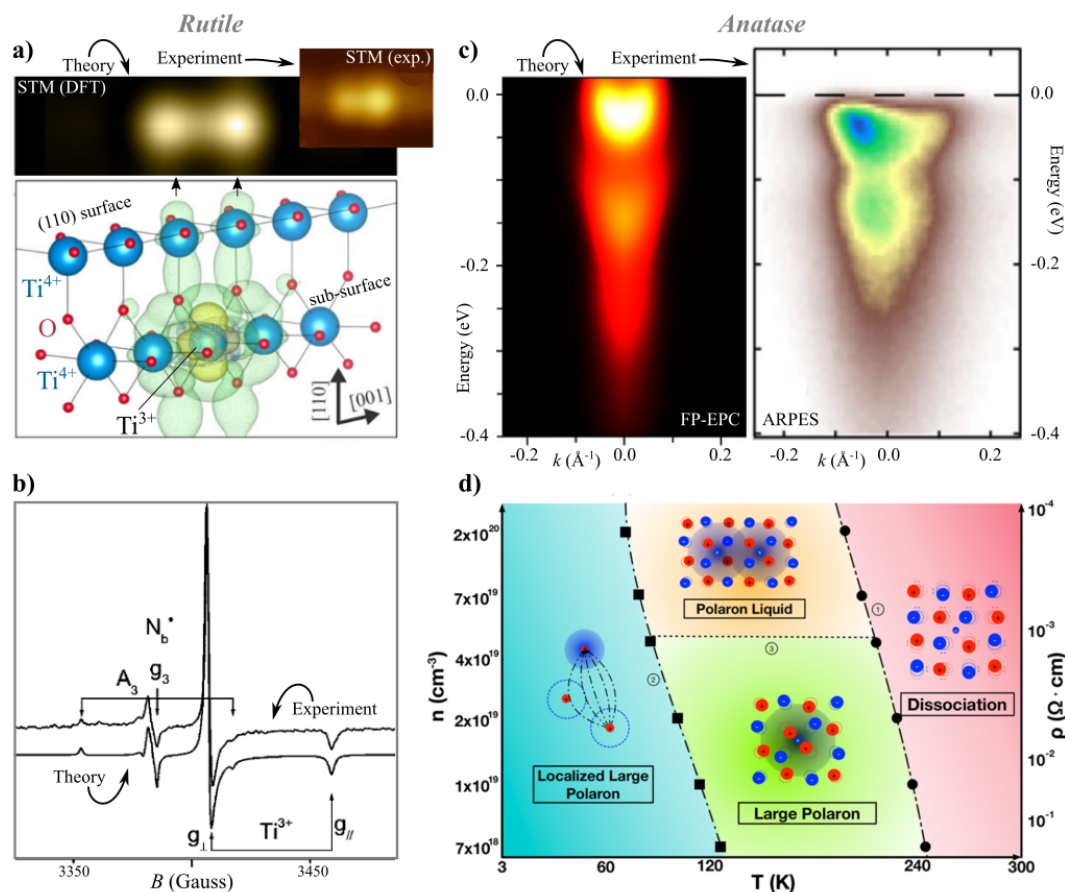 Rutile
Anatase
a)
Theory
Experiment
STM (DFT)
STM (exp.)
(110) surface
Ti4+
O
Ti4+
sub-surface
Ti3+
[110]
[001]
c)
Theory
Experiment
0.0
-0.2
-0.4
Energy (eV)
FP-EPC
-0.2
0.0
0.2
k (Å-1)
ARPES
0.0
-0.2
-0.4
Energy (eV)
-0.2
0.0
0.2
k (Å-1)
b)
Nb•
A3
g3
Experiment
Theory
g⊥
Ti3+
g//
3350
3450
B (Gauss)
d)
n (cm-3)
2x10²⁰
7x10¹⁹
4x10¹⁹
2x10¹⁹
1x10¹⁹
7x10¹⁸
Polaron Liquid
①
③
②
Dissociation
Localized Large
Polaron
Large Polaron
10-4
10-3
10-2
10-1
ρ (Ω · cm)
3
60
120
240
300
T (K)